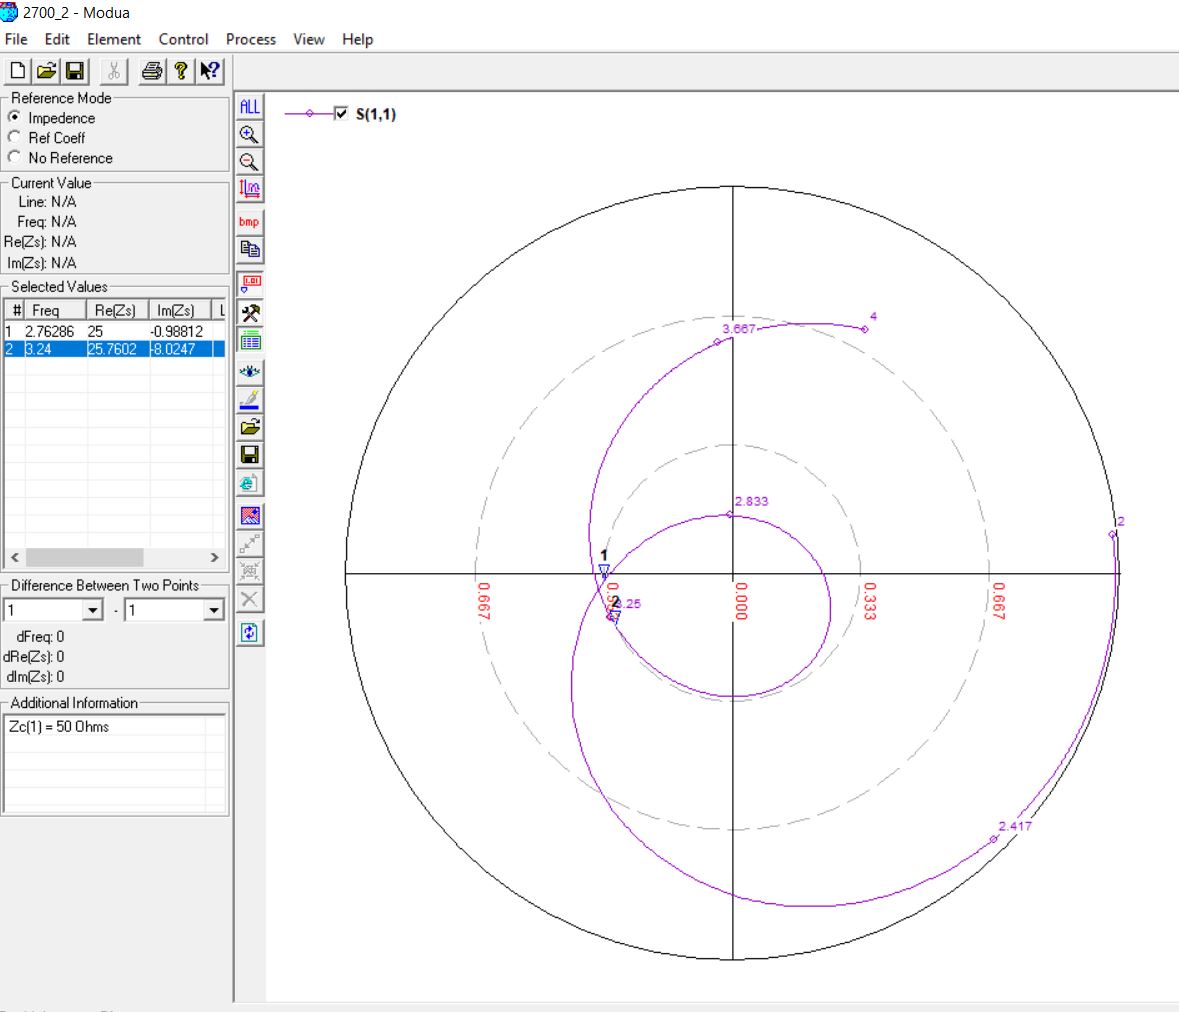 2700_2 - Modua
File Edit Element Control Process View Help
Reference Mode
Impedence
Ref Coeff
No Reference
Current Value
Line: N/A
Freq: N/A
Re(Zs): N/A
Im(Zs): N/A
Selected Values
# Freq Re(Zs) Im(Zs) L
1 2.76286 25 -0.98812
2 3.24 25.7602 -8.0247
Difference Between Two Points
1 - 1
dFreq: 0
dRe(Zs): 0
dIm(Zs): 0
Additional Information
Zc(1) = 50 Ohms
ALL
bmp
S(1,1)
4
3.667
2.833
2
1
2
0.667
0.000
0.333
0.667
2.417